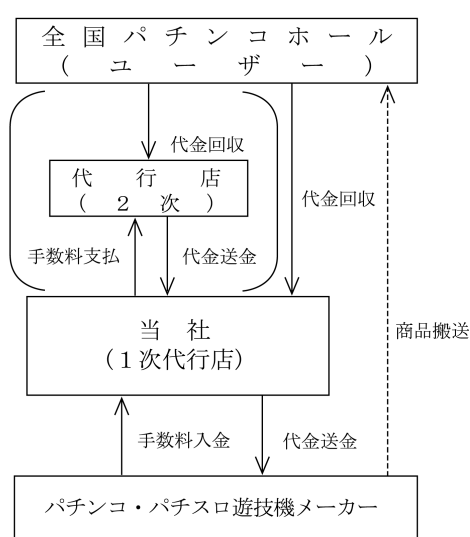 全国パチンコホール
(ユーザー)
代金回収
代行店
(2次)
代金回収
手数料支払
代金送金
当社
(1次代行店)
商品搬送
手数料入金
代金送金
パチンコ・パチスロ遊技機メーカー